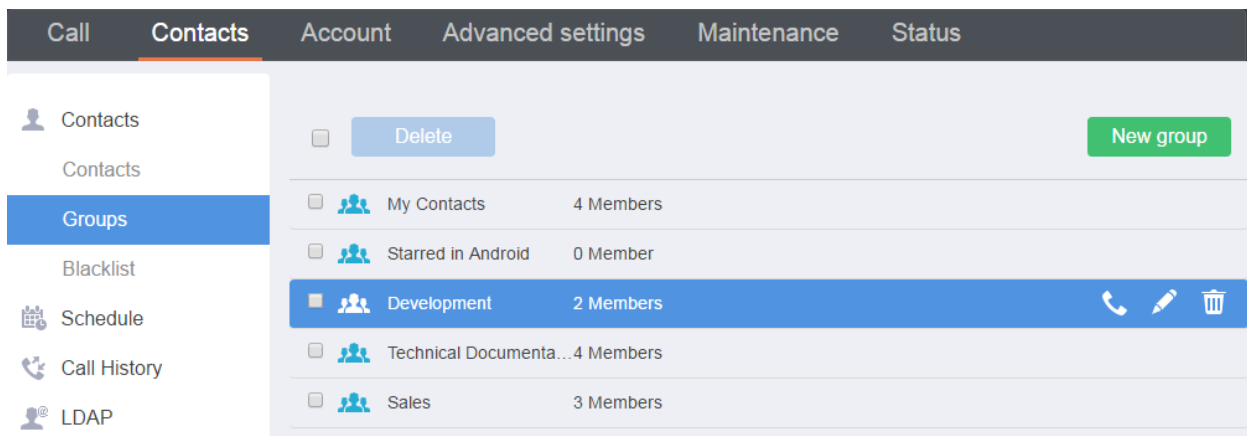 Call Contacts Account Advanced settings Maintenance Status
Contacts
Contacts
Groups
Blacklist
Schedule
Call History
LDAP
Delete New group
My Contacts 4 Members
Starred in Android 0 Member
Development 2 Members
Technical Documenta...4 Members
Sales 3 Members